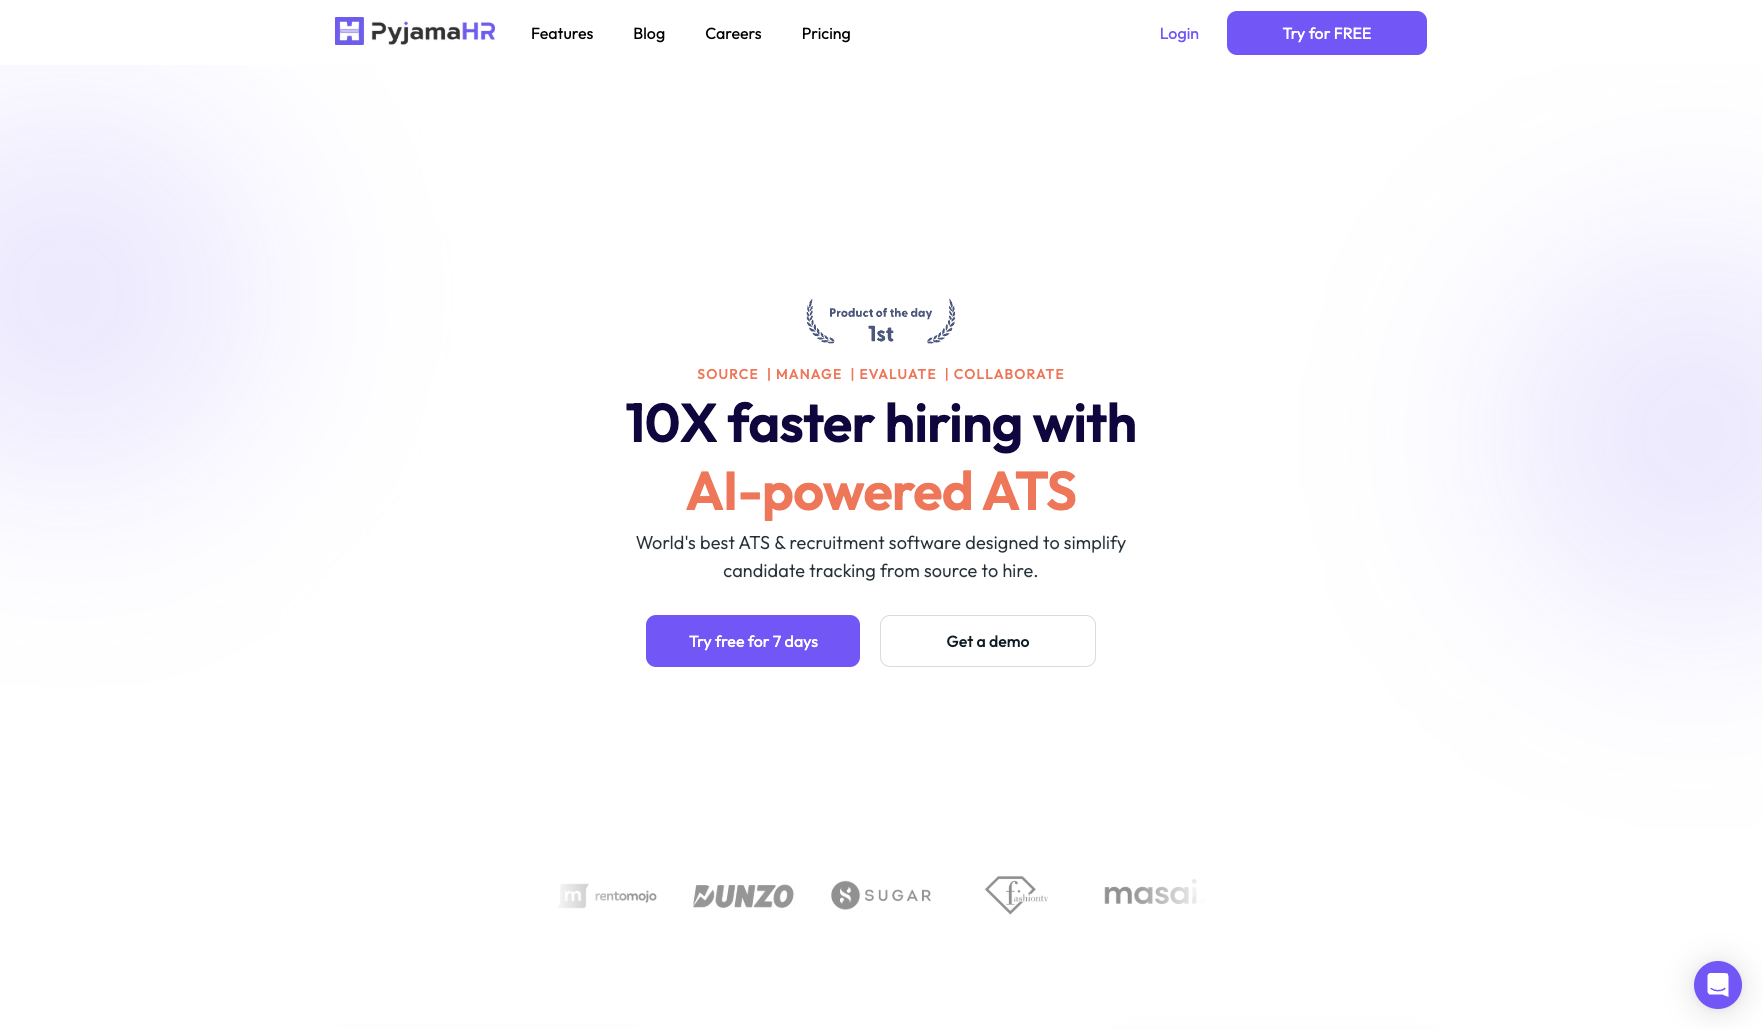 PyjamaHR
Features
Blog
Careers
Pricing
Login
Try for FREE
Product of the day
1st
SOURCE | MANAGE | EVALUATE | COLLABORATE
10X faster hiring with
AI-powered ATS
World's best ATS & recruitment software designed to simplify
candidate tracking from source to hire.
Try free for 7 days
Get a demo
m rentomojo
DUNZO
SUGAR
fashiontv
masai